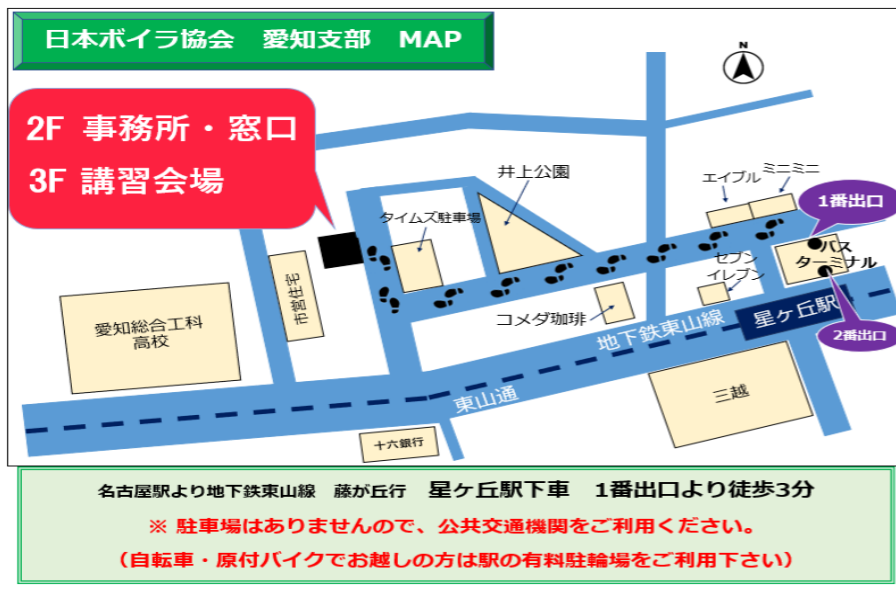 日本ボイラ協会　愛知支部　MAP
N
2F 事務所・窓口
3F 講習会場
井上公園
エイブル
ミニミニ
1番出口
タイムズ駐車場
バス
ターミナル
セブン
イレブン
市営住宅
愛知総合工科
高校
コメダ珈琲
地下鉄東山線
星ヶ丘駅
2番出口
東山通
三越
十六銀行
名古屋駅より地下鉄東山線　藤が丘行　星ヶ丘駅下車　1番出口より徒歩3分
※ 駐車場はありませんので、公共交通機関をご利用ください。
（自転車・原付バイクでお越しの方は駅の有料駐輪場をご利用下さい）